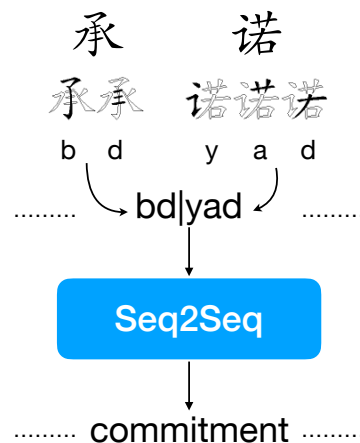 承 诺
承承 诺诺诺
b d y a d
......... bd|yad .........
Seq2Seq
......... commitment .........